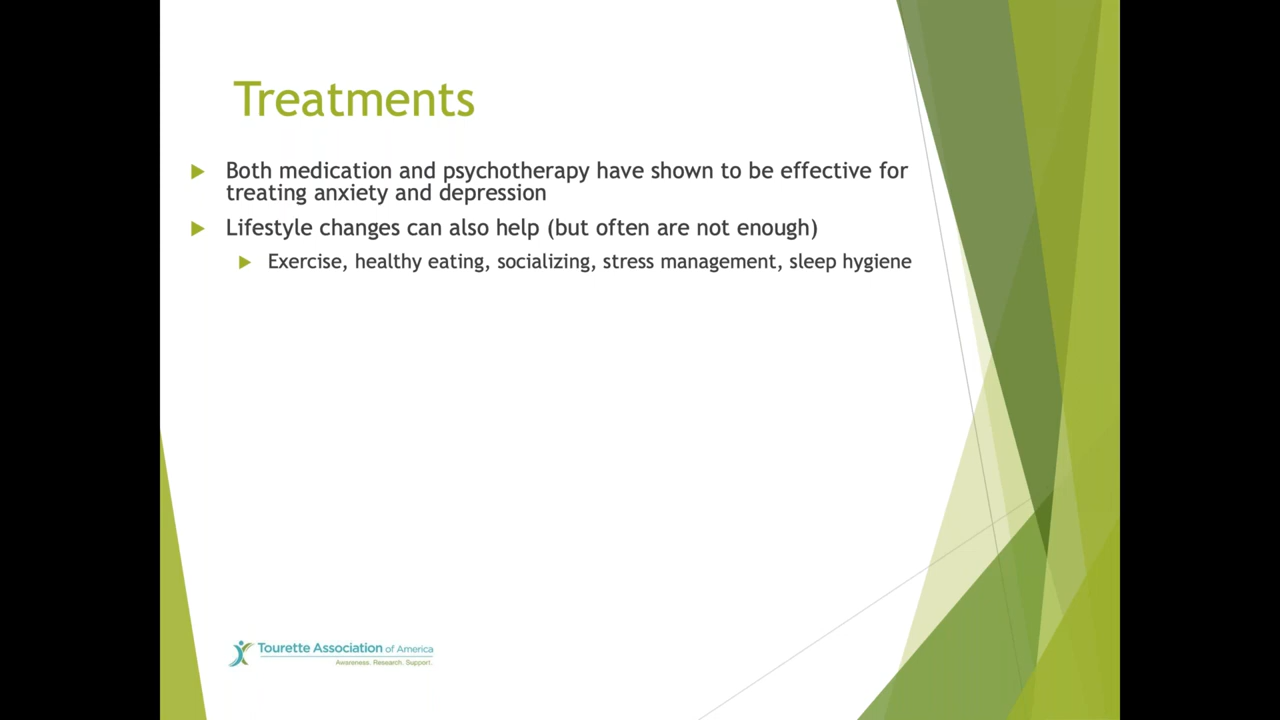 Treatments
Both medication and psychotherapy have shown to be effective for
treating anxiety and depression
Lifestyle changes can also help (but often are not enough)
Exercise, healthy eating, socializing, stress management, sleep hygiene
Tourette Association of America
Awareness. Research. Support.